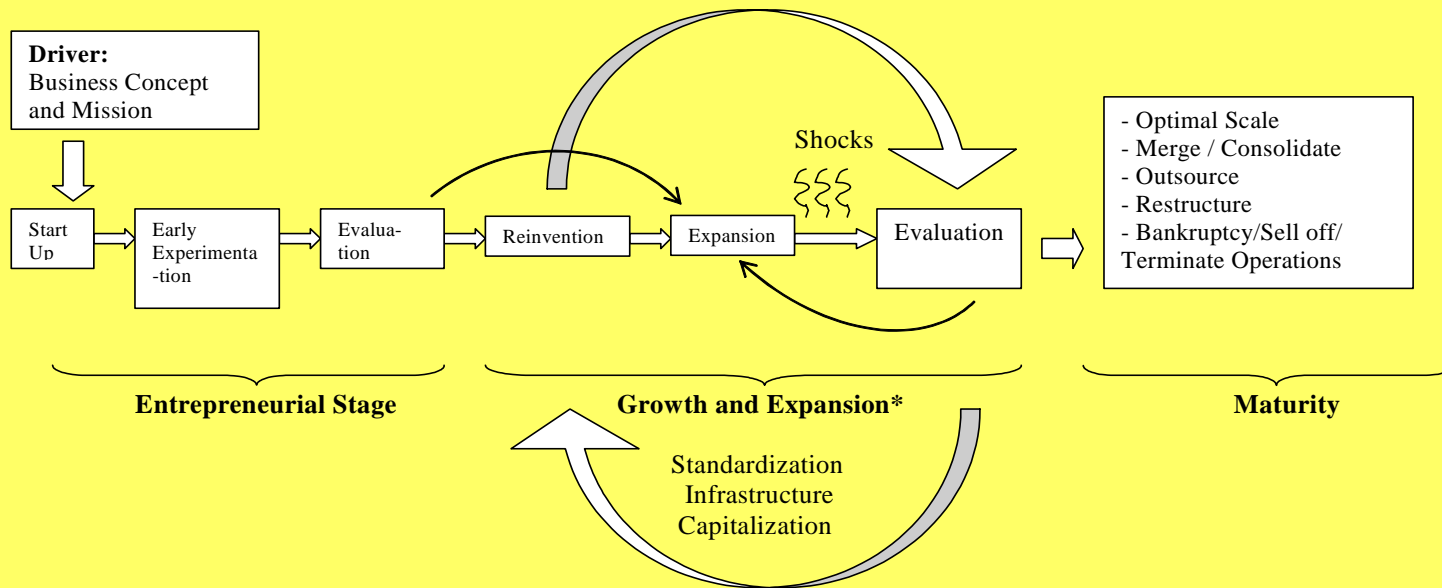 Driver:
Business Concept
and Mission
Shocks
- Optimal Scale
- Merge / Consolidate
- Outsource
- Restructure
- Bankruptcy/Sell off/
Terminate Operations
Start
Up
Early
Experimenta
-tion
Evalua-
tion
Reinvention
Expansion
Evaluation
Entrepreneurial Stage
Growth and Expansion*
Maturity
Standardization
Infrastructure
Capitalization